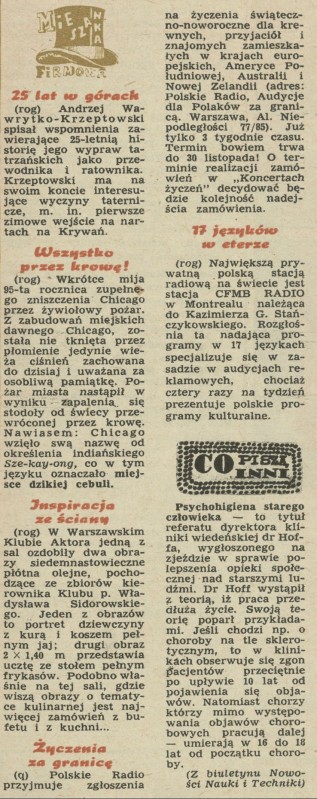 MIESZANKA
FIRMOWA
25 lat w górach
(rog) Andrzej Wa-
wrytko-Krzeptowski
spisał wspomnienia za-
wierające 25-letnią hi-
storię jego wypraw ta-
trzańskich jako prze-
wodnika i ratownika.
Krzeptowski ma na
swoim koncie interesu-
jące wyczyny taterni-
cze, m. in. pierwsze
zimowe wejście na nar-
tach na Krywań.
Wszystko
przez krowę!
(rog) Wkrótce mija
95-ta rocznica zupełne-
go zniszczenia Chicago
przez żywiołowy pożar.
Z zabudowań miejskich
dawnego Chicago, zo-
stała nie tknięta przez
płomienie jedynie wie-
ża ciśnień zachowana
do dzisiaj i uważana za
osobliwą pamiątkę. Po-
żar miasta nastąpił w
wyniku zapalenia się
stodoły od świecy prze-
wróconej przez krowę.
Nawiasem: Chicago
wzięło swą nazwę od
określenia indiańskiego
Sze-kay-ong, co w tym
języku oznaczało miej-
sce dzikiej cebuli.
Inspiracja
ze ściany
(rog) W Warszawskim
Klubie Aktora jedną z
sal ozdobiły dwa obra-
zy siedemnastowieczne
płótna olejne, pocho-
dzące ze zbiorów kie-
rownika Klubu p. Wła-
dysława Sidorowskie-
go. Jeden z obrazów
to portret dziewczyny
z kurą i koszem peł-
nym jaj; drugi obraz
2 X 1,40 m przedstawia
ucztę ze stołem pełnym
frykasów. Podobno wła-
śnie na tej sali, gdzie
wiszą obrazy o tematy-
ce kulinarnej jest naj-
więcej zamówień z bu-
fetu i z kuchni...
Życzenia
za granicę
(q) Polskie Radio
przyjmuje zgłoszenia
na życzenia świątecz-
no-noworoczne dla kre-
wnych, przyjaciół i
znajomych zamieszka-
łych w krajach euro-
pejskich, Ameryce Po-
łudniowej, Australii i
Nowej Zelandii (adres:
Polskie Radio, Audycje
dla Polaków za grani-
cą. Warszawa, Al. Nie-
podległości 77/85). Już
tylko 3 tygodnie czasu.
Termin bowiem trwa
do 30 listopada! O ter-
minie realizacji zamó-
wień w „Koncertach
życzeń” decydować bę-
dzie kolejność nadej-
ścia zamówienia.
17 języków
w eterze
(rog) Największą pry-
watną polską stacją
radiową na świecie jest
stacja CFMB RADIO
w Montrealu należąca
do Kazimierza G. Stań-
czykowskiego. Rozgłoś-
nia ta nadająca pro-
gramy w 17 językach
specjalizuje się w za-
sadzie w audycjach re-
klamowych, chociaż
cztery razy na tydzień
prezentuje polskie pro-
gramy kulturalne.
CO PISZĄ
INNI
Psychohigiena starego
człowieka — to tytuł
referatu dyrektora kli-
niki wiedeńskiej dr Hof-
fa, wygłoszonego na
zjeździe w sprawie po-
lepszenia opieki społe-
cznej nad starszymi lu-
dźmi. Dr Hoff wystąpił
z teorią, iż praca prze-
dłuża życie. Swoją te-
orię poparł przykłada-
mi. Jeśli chodzi np. o
choroby na tle sklero-
tycznym, to w klini-
kach obserwuje się zgon
pacjentów przeciętnie
po upływie 10 lat od
pojawienia się obja-
wów. Natomiast chorzy
którzy mimo występo-
wania objawów choro-
bowych pracują dalej
— umierają w 16 do 18
lat od początku choro-
by.
(Z biuletynu Nowo-
ści Nauki i Techniki)